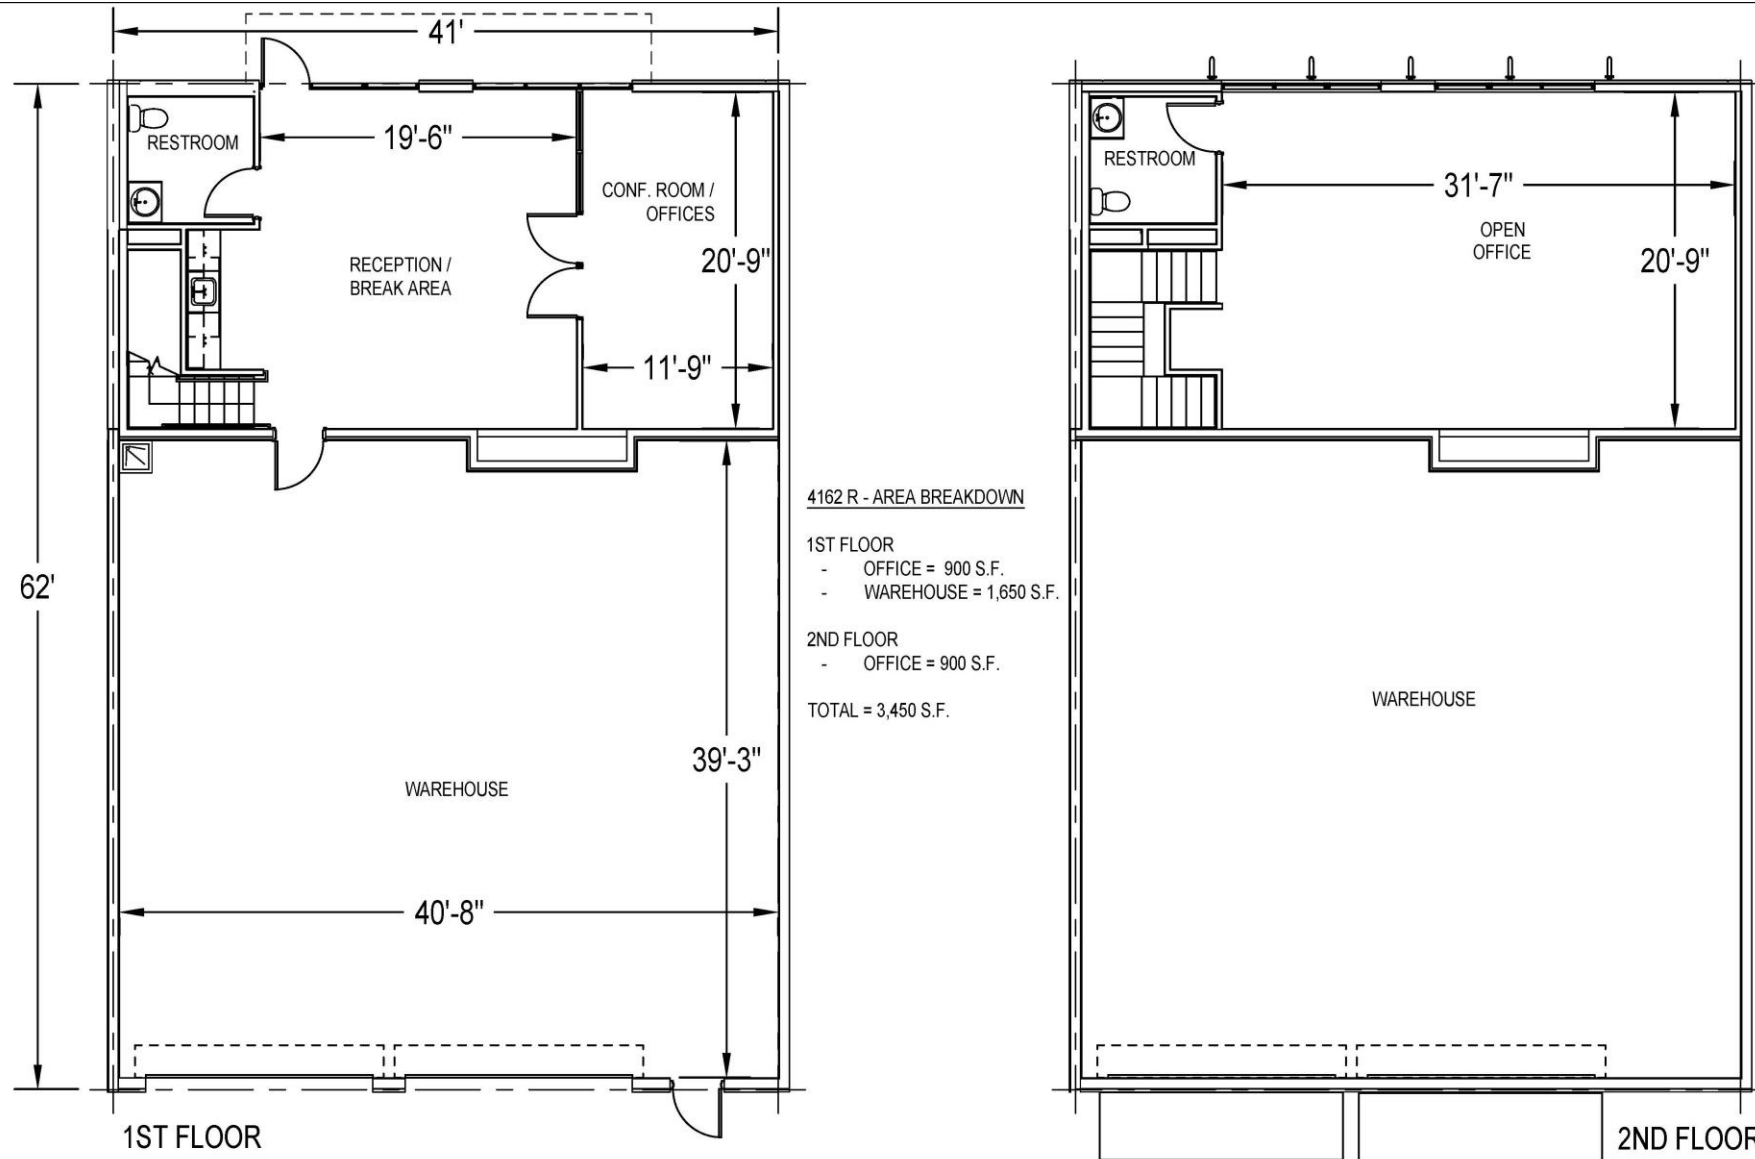 41'
19'-6"
RESTROOM
CONF. ROOM /
OFFICES
20'-9"
RECEPTION /
BREAK AREA
11'-9"
62'
39'-3"
WAREHOUSE
40'-8"
1ST FLOOR
4162 R - AREA BREAKDOWN
1ST FLOOR
- OFFICE = 900 S.F.
- WAREHOUSE = 1,650 S.F.
2ND FLOOR
- OFFICE = 900 S.F.
TOTAL = 3,450 S.F.
RESTROOM
31'-7"
OPEN
OFFICE
20'-9"
WAREHOUSE
2ND FLOOR